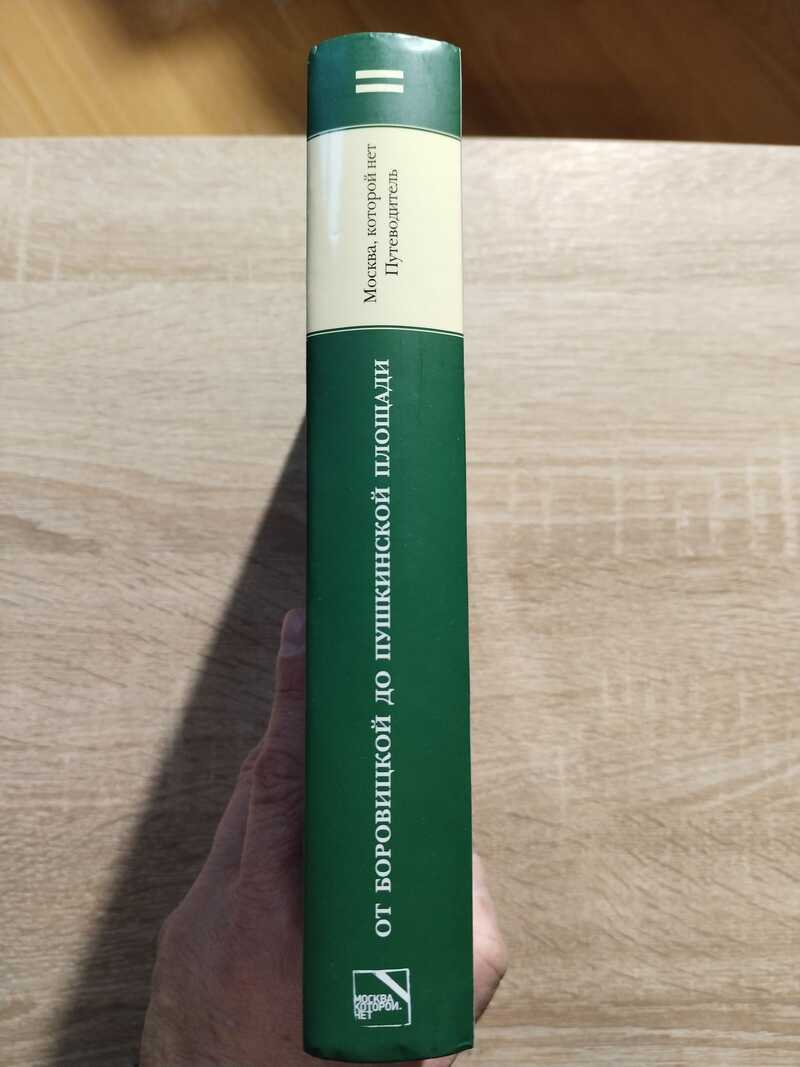 II
Москва, которой нет
Путеводитель
ОТ БОРОВИЦКОЙ ДО ПУШКИНСКОЙ ПЛОЩАДИ
МОСКВА,
КОТОРОЙ.
НЕТ